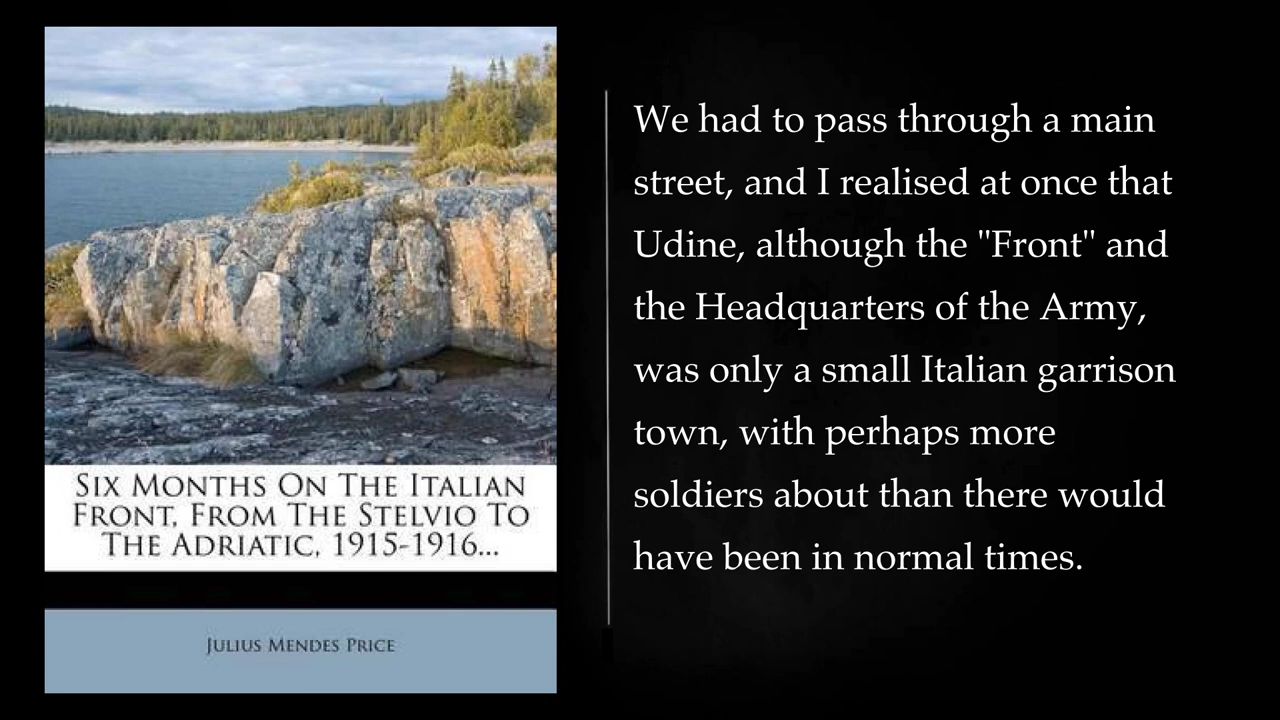 SIX MONTHS ON THE ITALIAN
FRONT, FROM THE STELVIO TO
THE ADRIATIC, 1915-1916...
JULIUS MENDES PRICE
We had to pass through a main
street, and I realised at once that
Udine, although the "Front" and
the Headquarters of the Army,
was only a small Italian garrison
town, with perhaps more
soldiers about than there would
have been in normal times.